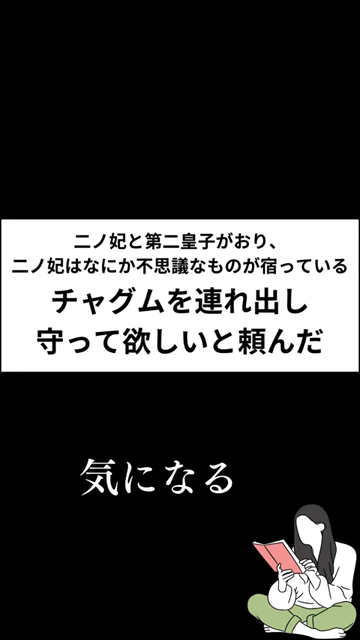 二ノ妃と第二皇子がおり、
二ノ妃はなにか不思議なものが宿っている
チャグムを連れ出し
守って欲しいと頼んだ
気になる